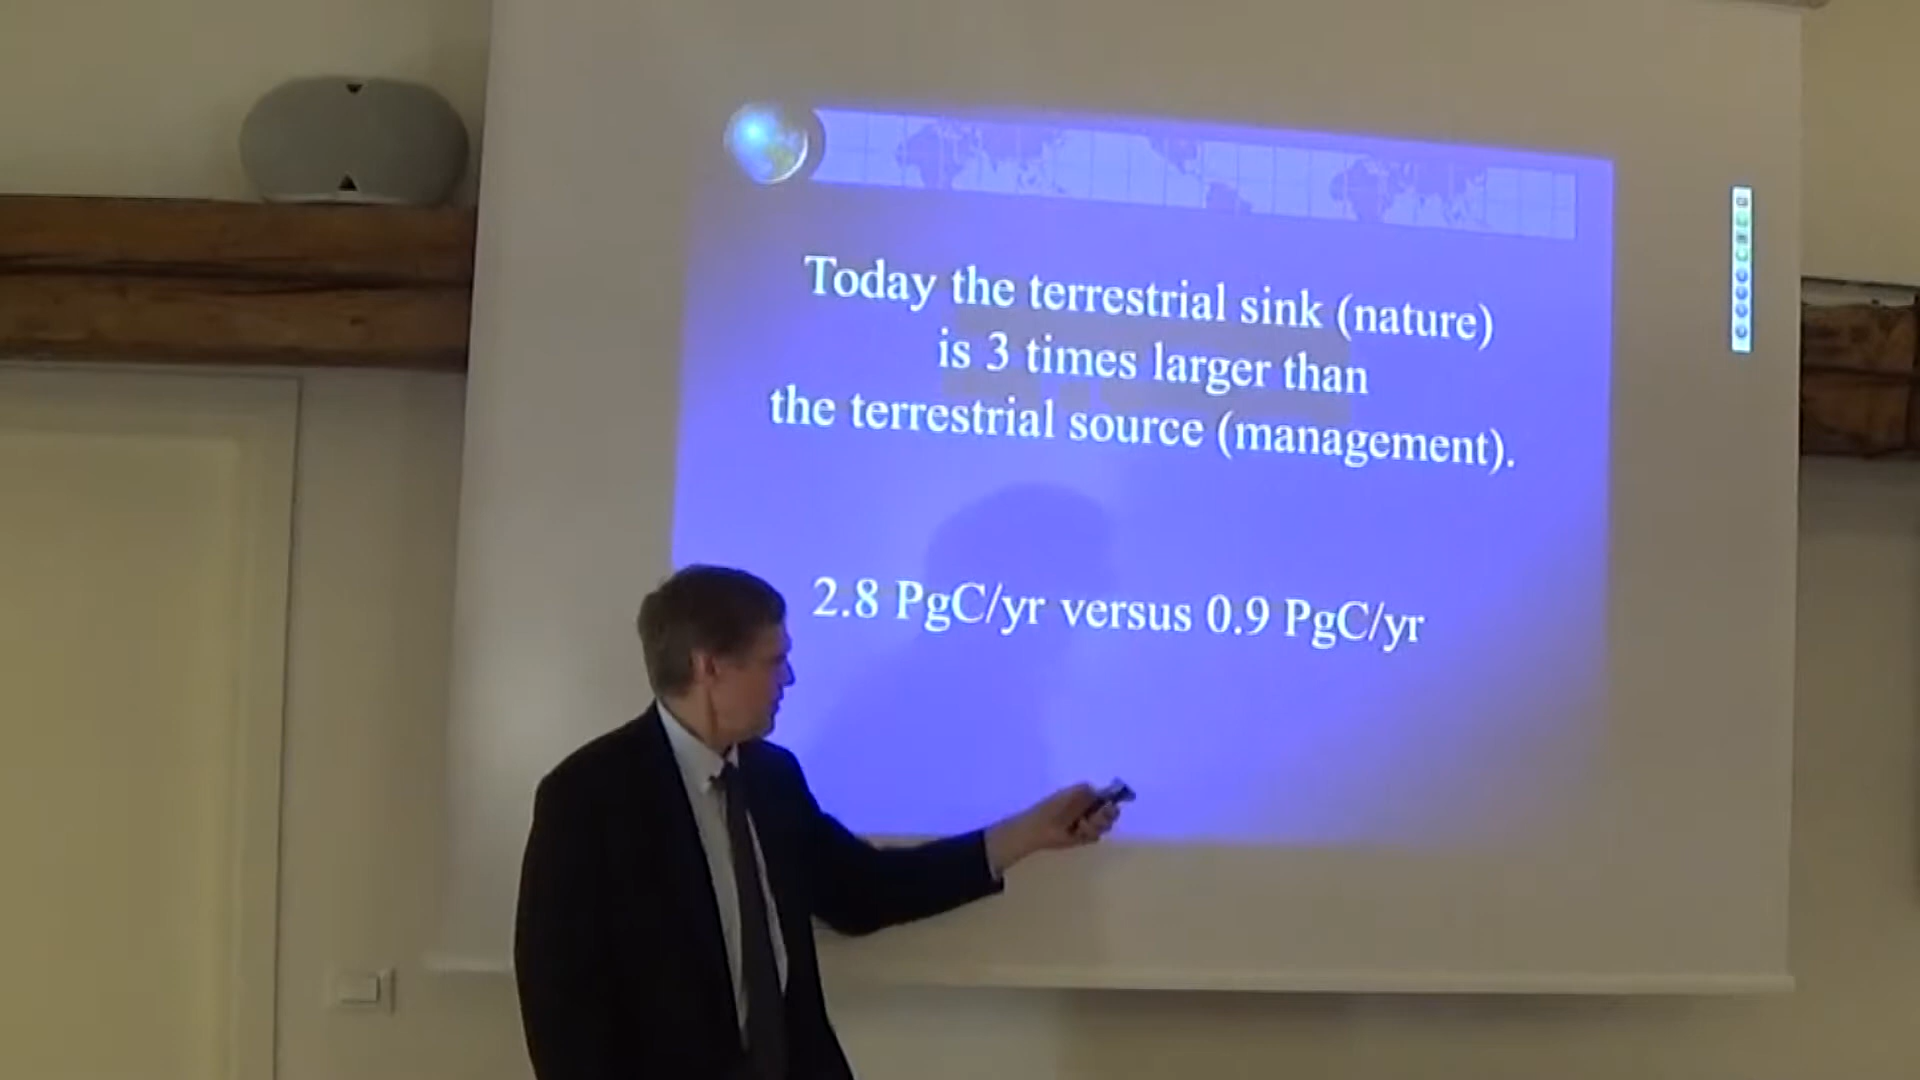 Today the terrestrial sink (nature)
is 3 times larger than
the terrestrial source (management).
2.8 PgC/yr versus 0.9 PgC/yr